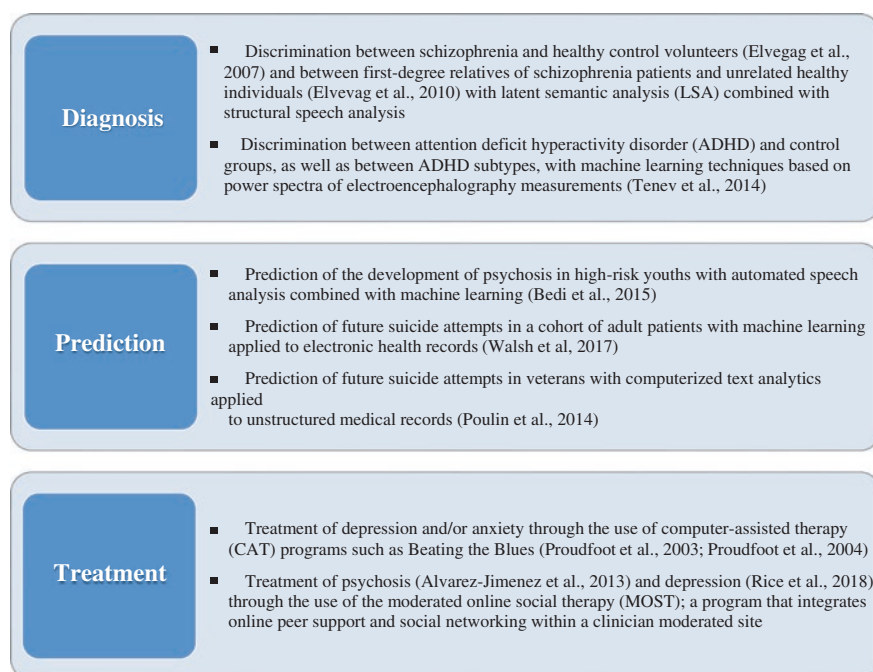 Diagnosis
▪ Discrimination between schizophrenia and healthy control volunteers (Elvegag et al.,
2007) and between first-degree relatives of schizophrenia patients and unrelated healthy
individuals (Elvevag et al., 2010) with latent semantic analysis (LSA) combined with
structural speech analysis
▪ Discrimination between attention deficit hyperactivity disorder (ADHD) and control
groups, as well as between ADHD subtypes, with machine learning techniques based on
power spectra of electroencephalography measurements (Tenev et al., 2014)
Prediction
▪ Prediction of the development of psychosis in high-risk youths with automated speech
analysis combined with machine learning (Bedi et al., 2015)
▪ Prediction of future suicide attempts in a cohort of adult patients with machine learning
applied to electronic health records (Walsh et al, 2017)
▪ Prediction of future suicide attempts in veterans with computerized text analytics
applied
to unstructured medical records (Poulin et al., 2014)
Treatment
▪ Treatment of depression and/or anxiety through the use of computer-assisted therapy
(CAT) programs such as Beating the Blues (Proudfoot et al., 2003; Proudfoot et al., 2004)
▪ Treatment of psychosis (Alvarez-Jimenez et al., 2013) and depression (Rice et al., 2018)
through the use of the moderated online social therapy (MOST); a program that integrates
online peer support and social networking within a clinician moderated site